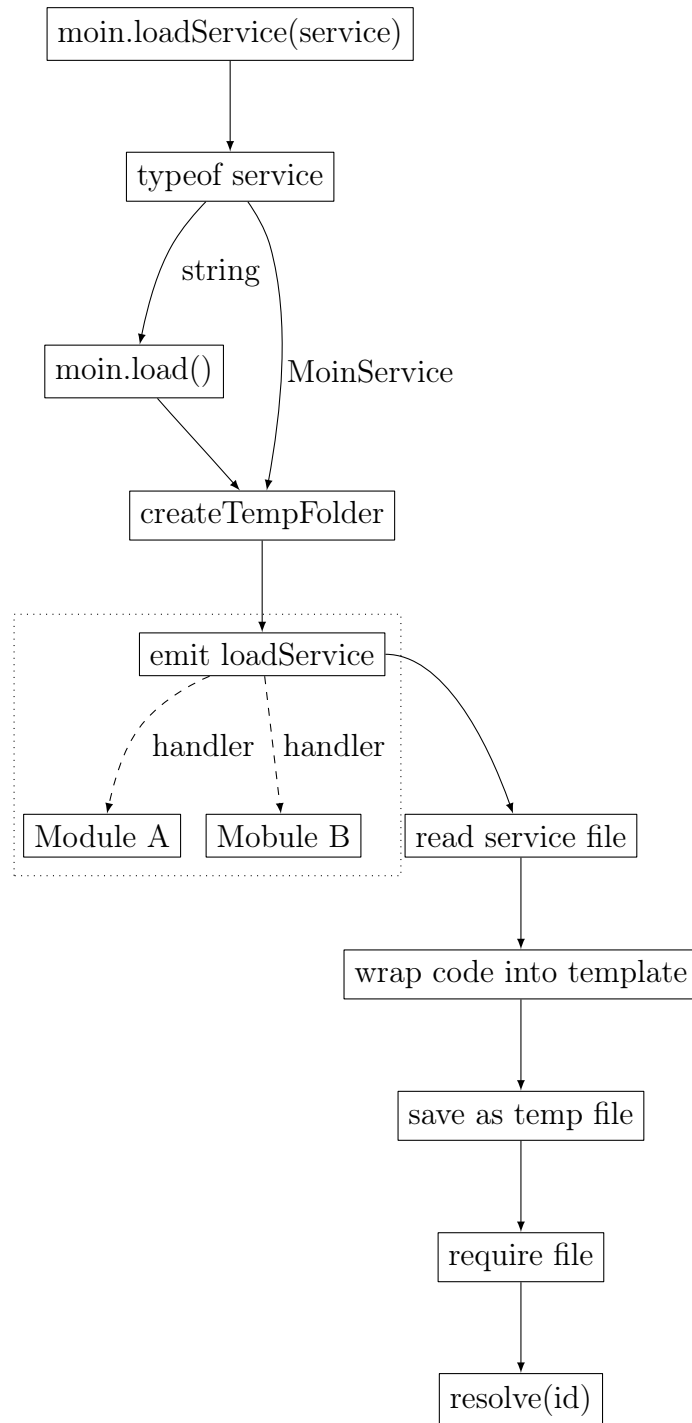 moin.loadService(service)
typeof service
string
moin.load()
MoinService
createTempFolder
emit loadService
handler
handler
Module A
Mobule B
read service file
wrap code into template
save as temp file
require file
resolve(id)